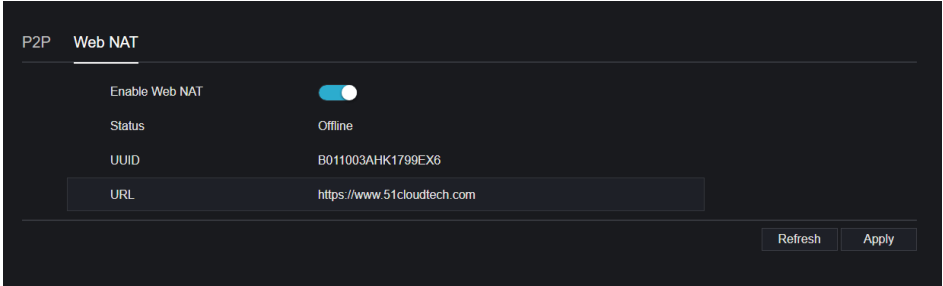 P2P Web NAT
Enable Web NAT
Status Offline
UUID B011003AHK1799EX6
URL https://www.51cloudtech.com
Refresh Apply